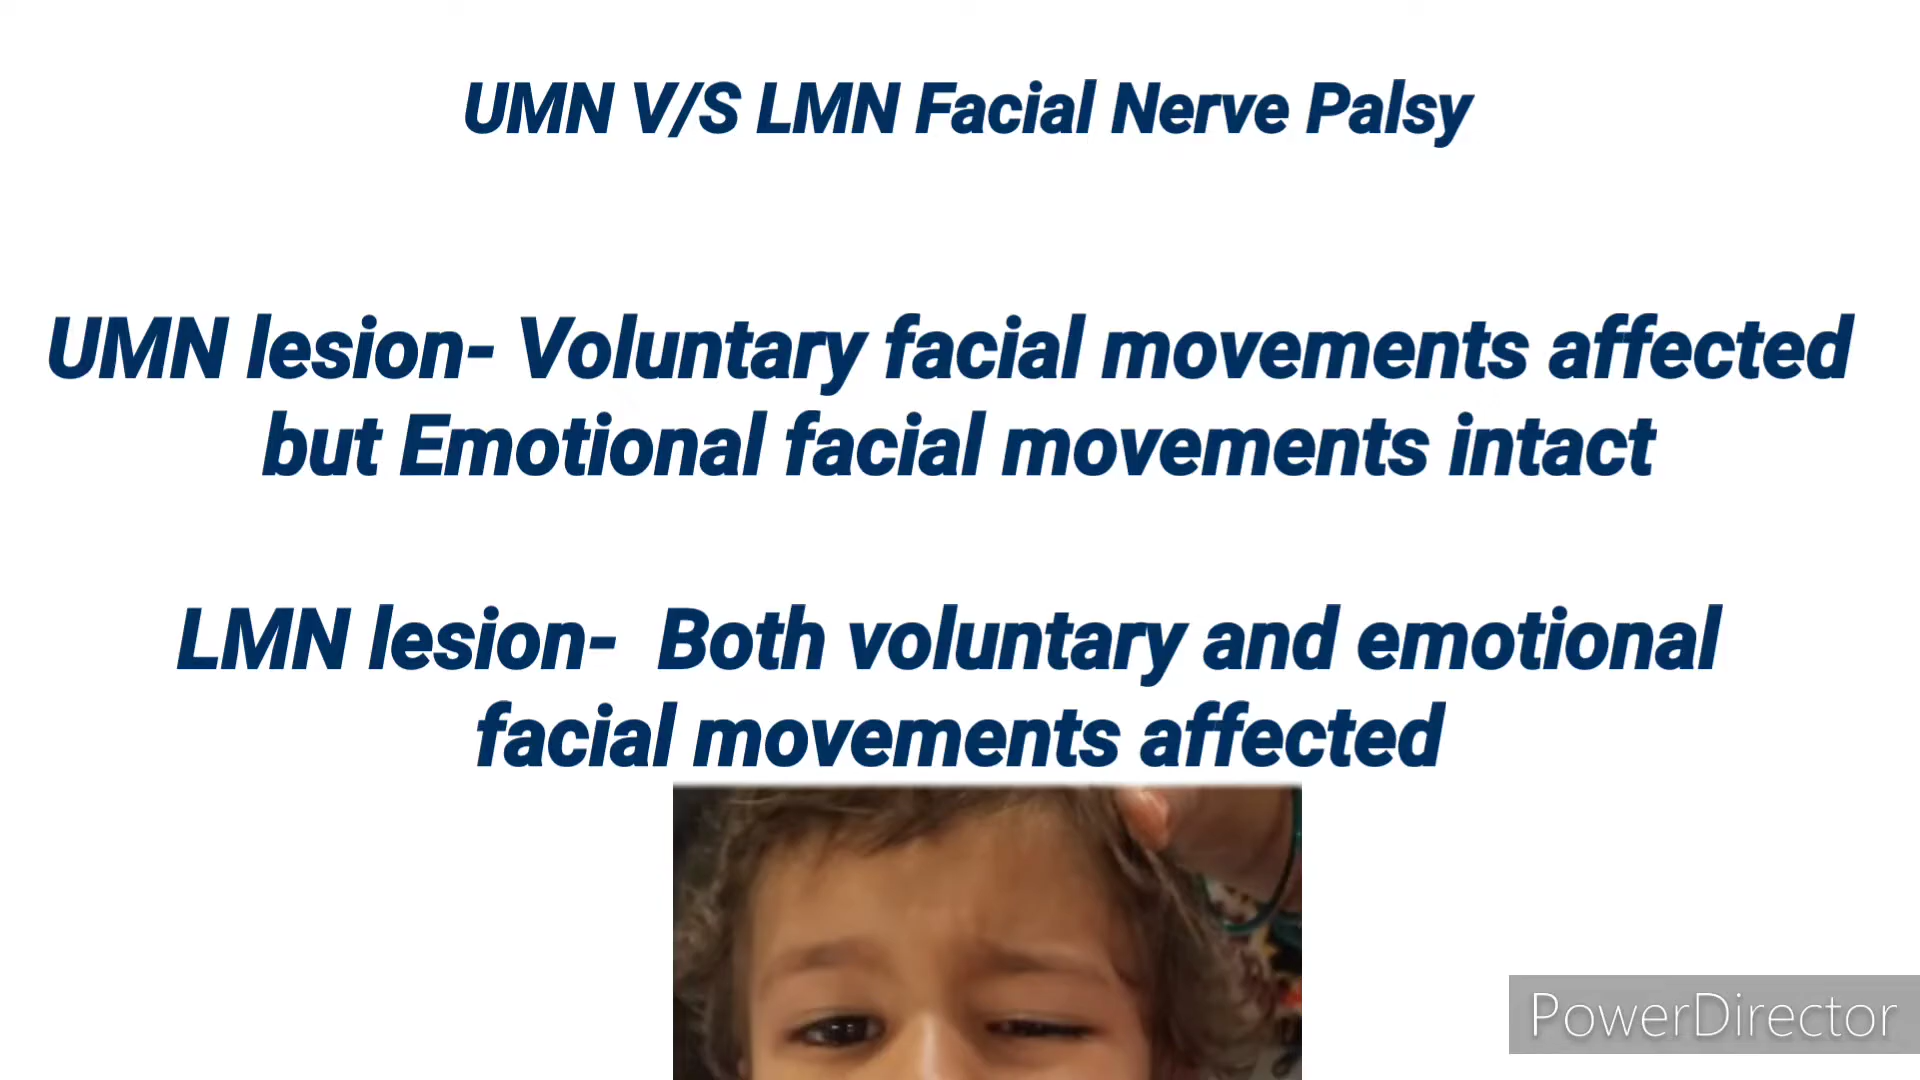 UMN V/S LMN Facial Nerve Palsy
UMN lesion- Voluntary facial movements affected
but Emotional facial movements intact
LMN lesion- Both voluntary and emotional
facial movements affected
PowerDirector